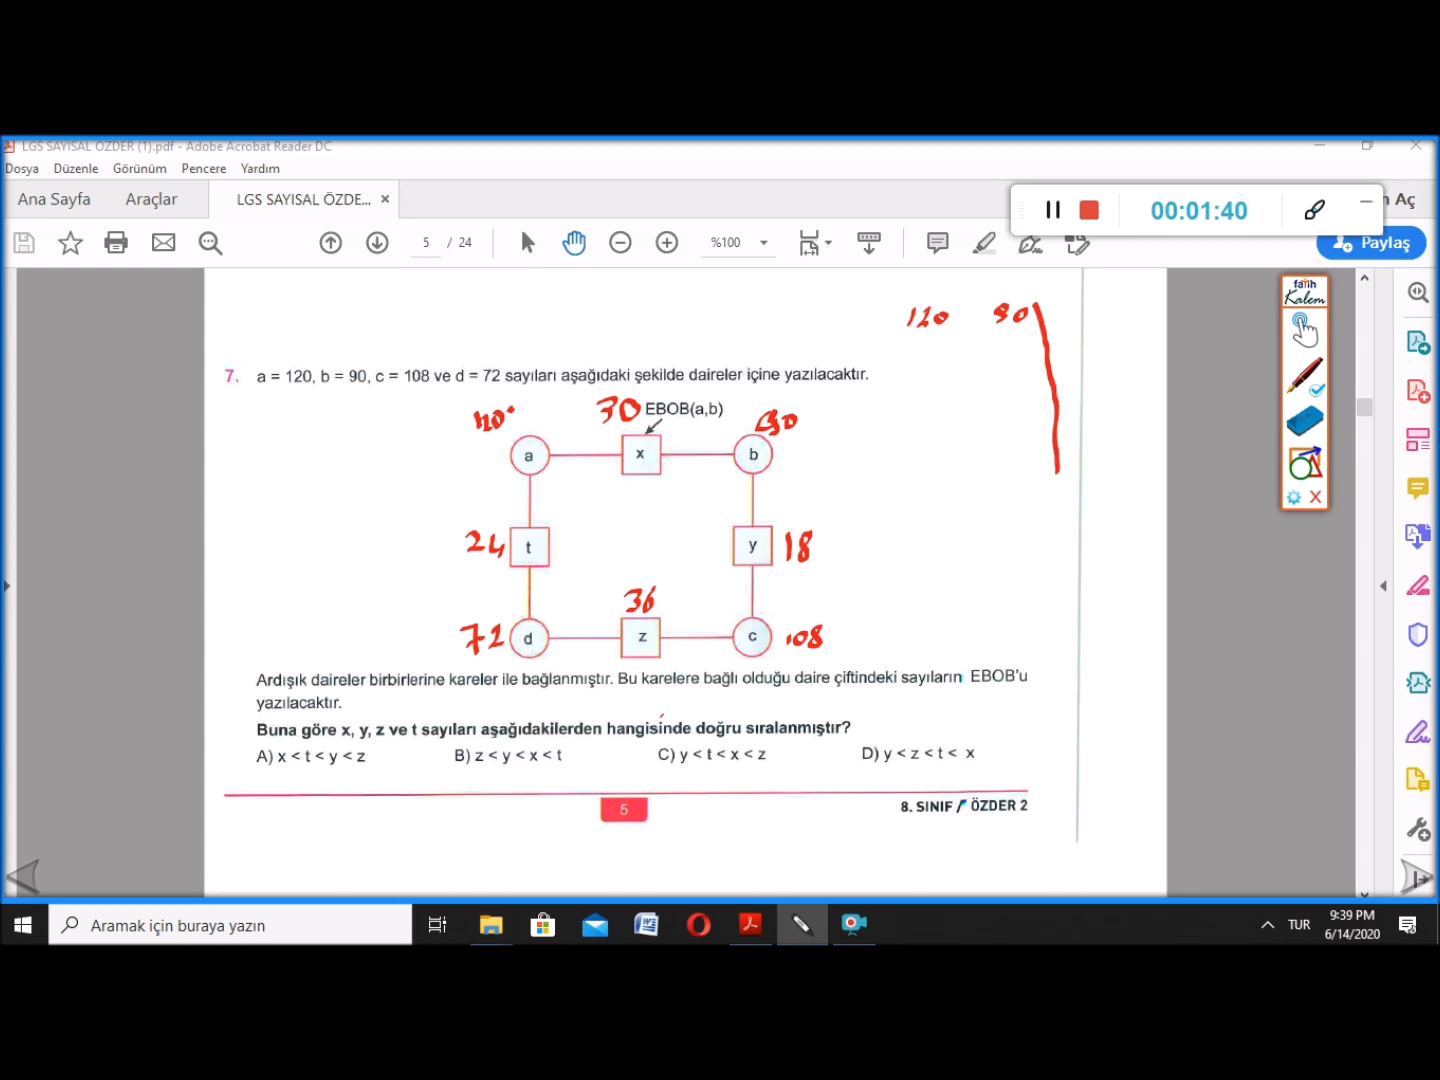 LGS SAYISAL ÖZDER (1).pdf - Adobe Acrobat Reader DC
Dosya Düzenle Görünüm Pencere Yardım
Ana Sayfa Araçlar LGS SAYISAL ÖZDE... ×
00:01:40
Aç
5 / 24 %100
Paylaş
fatih
Kalem
120 90
7. a = 120, b = 90, c = 108 ve d = 72 sayıları aşağıdaki şekilde daireler içine yazılacaktır.
120 30 EBOB(a,b) 90
a x b
24 t y 18
36
72 d z c 108
Ardışık daireler birbirlerine kareler ile bağlanmıştır. Bu karelere bağlı olduğu daire çiftindeki sayıların EBOB'u
yazılacaktır.
Buna göre x, y, z ve t sayıları aşağıdakilerden hangisinde doğru sıralanmıştır?
A) x < t < y < z B) z < y < x < t C) y < t < x < z D) y < z < t < x
5 8. SINIF / ÖZDER 2
Aramak için buraya yazın
TUR
9:39 PM
6/14/2020